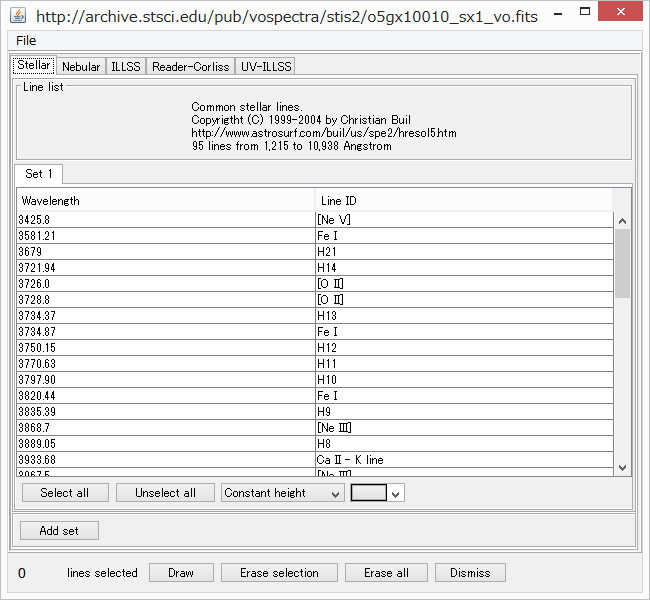 http://archive.stsci.edu/pub/vospectra/stis2/o5gx10010_sx1_vo.fits
File
Stellar Nebular ILLSS Reader-Corliss UV-ILLSS
Line list
Common stellar lines.
Copyright (C) 1999-2004 by Christian Buil
http://www.astrosurf.com/buil/us/spe2/hresol5.htm
95 lines from 1,215 to 10,938 Angstrom
Set 1
Wavelength Line ID
3425.8 [Ne V]
3581.21 Fe I
3679 H21
3721.94 H14
3726.0 [O II]
3728.8 [O II]
3734.37 H13
3734.87 Fe I
3750.15 H12
3770.63 H11
3797.90 H10
3820.44 Fe I
3835.39 H9
3868.7 [Ne III]
3889.05 H8
3933.68 Ca II - K line
3967.5 [Ne III]
Select all Unselect all Constant height
Add set
0 lines selected Draw Erase selection Erase all Dismiss